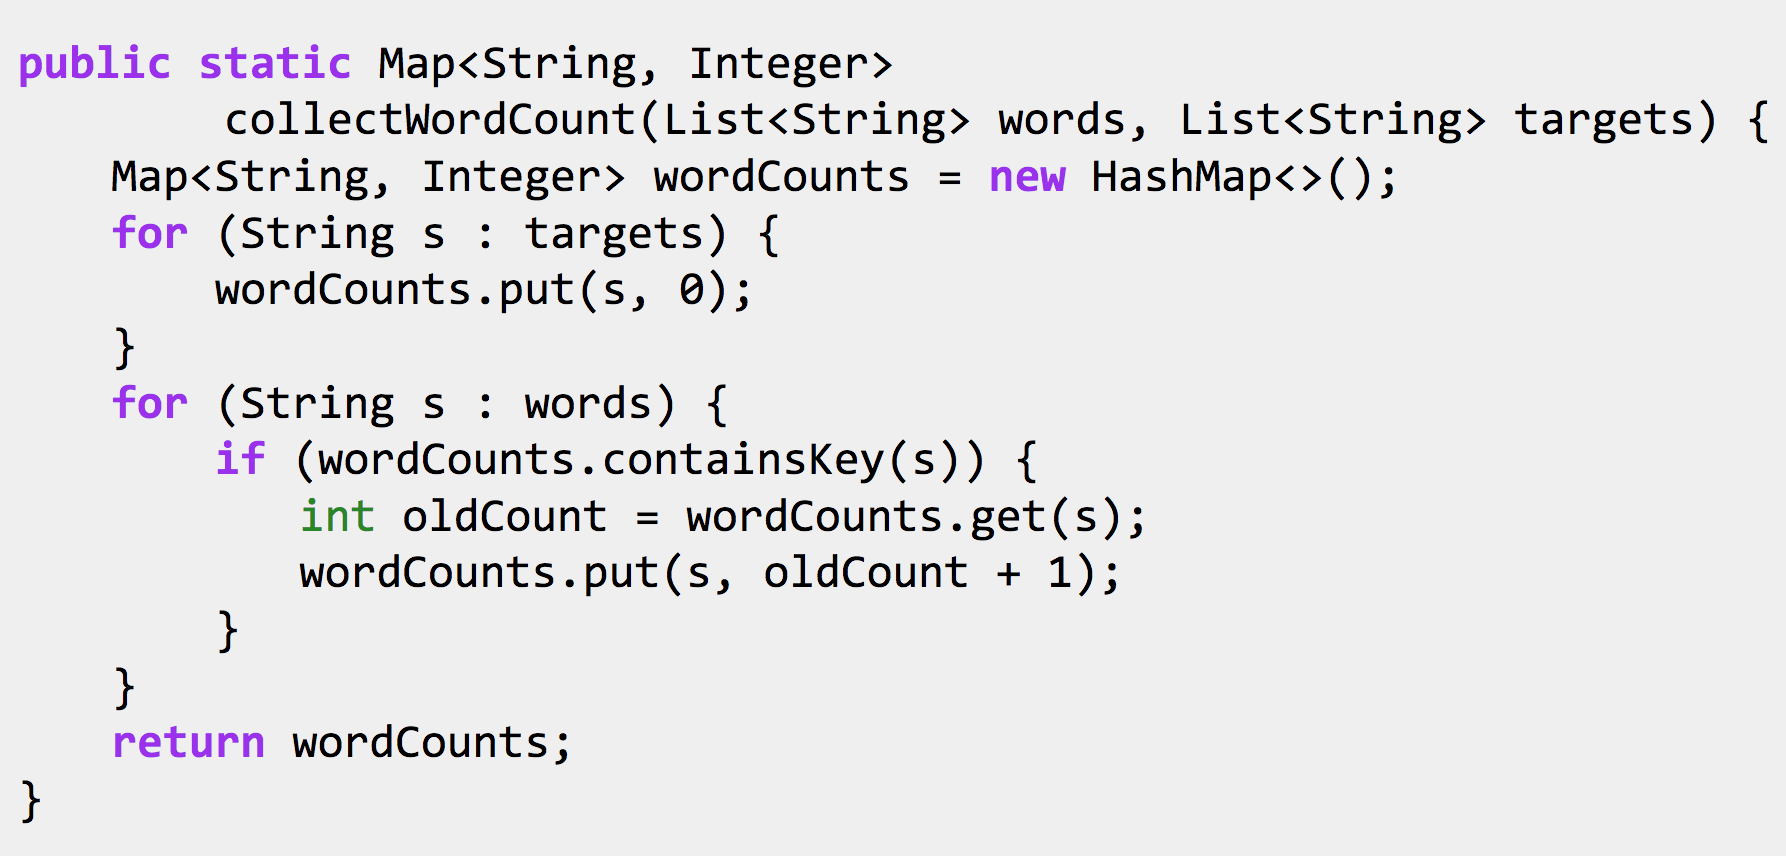 public static Map<String, Integer>
        collectWordCount(List<String> words, List<String> targets) {
    Map<String, Integer> wordCounts = new HashMap<>();
    for (String s : targets) {
        wordCounts.put(s, 0);
    }
    for (String s : words) {
        if (wordCounts.containsKey(s)) {
            int oldCount = wordCounts.get(s);
            wordCounts.put(s, oldCount + 1);
        }
    }
    return wordCounts;
}